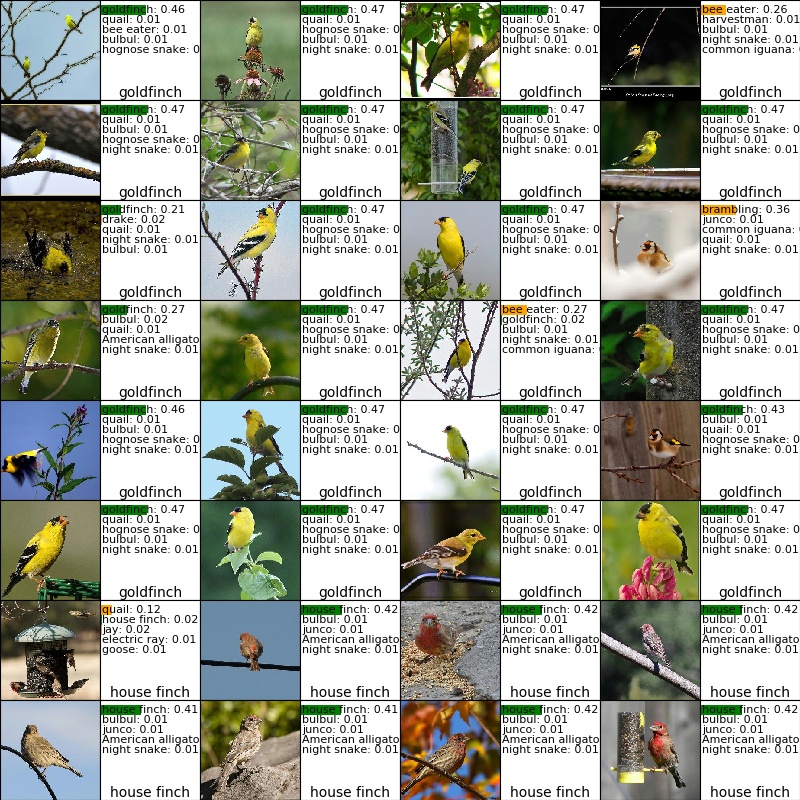 goldfinch: 0.46
quail: 0.01
bee eater: 0.01
bulbul: 0.01
hognose snake: 0
goldfinch
goldfinch: 0.47
quail: 0.01
hognose snake: 0
bulbul: 0.01
night snake: 0.01
goldfinch
goldfinch: 0.47
quail: 0.01
hognose snake: 0
bulbul: 0.01
night snake: 0.01
goldfinch
bee eater: 0.26
harvestman: 0.01
bulbul: 0.01
night snake: 0.01
common iguana:
goldfinch
goldfinch: 0.47
quail: 0.01
bulbul: 0.01
hognose snake: 0
night snake: 0.01
goldfinch
goldfinch: 0.47
quail: 0.01
hognose snake: 0
bulbul: 0.01
night snake: 0.01
goldfinch
goldfinch: 0.47
quail: 0.01
hognose snake: 0
bulbul: 0.01
night snake: 0.01
goldfinch
goldfinch: 0.47
quail: 0.01
hognose snake: 0
bulbul: 0.01
night snake: 0.01
goldfinch
goldfinch: 0.21
drake: 0.02
quail: 0.01
night snake: 0.01
bulbul: 0.01
goldfinch
goldfinch: 0.47
quail: 0.01
hognose snake: 0
bulbul: 0.01
night snake: 0.01
goldfinch
goldfinch: 0.47
quail: 0.01
hognose snake: 0
bulbul: 0.01
night snake: 0.01
goldfinch
brambling: 0.36
junco: 0.01
common iguana:
quail: 0.01
night snake: 0.01
goldfinch
goldfinch: 0.27
bulbul: 0.02
quail: 0.01
American alligato
night snake: 0.01
goldfinch
goldfinch: 0.47
quail: 0.01
hognose snake: 0
bulbul: 0.01
night snake: 0.01
goldfinch
bee eater: 0.27
goldfinch: 0.02
bulbul: 0.01
night snake: 0.01
common iguana:
goldfinch
goldfinch: 0.47
quail: 0.01
hognose snake: 0
bulbul: 0.01
night snake: 0.01
goldfinch
goldfinch: 0.46
quail: 0.01
bulbul: 0.01
hognose snake: 0
night snake: 0.01
goldfinch
goldfinch: 0.47
quail: 0.01
hognose snake: 0
bulbul: 0.01
night snake: 0.01
goldfinch
goldfinch: 0.47
quail: 0.01
hognose snake: 0
bulbul: 0.01
night snake: 0.01
goldfinch
goldfinch: 0.43
bulbul: 0.01
quail: 0.01
hognose snake: 0
night snake: 0.01
goldfinch
goldfinch: 0.47
quail: 0.01
hognose snake: 0
bulbul: 0.01
night snake: 0.01
goldfinch
goldfinch: 0.47
quail: 0.01
hognose snake: 0
bulbul: 0.01
night snake: 0.01
goldfinch
goldfinch: 0.47
quail: 0.01
hognose snake: 0
bulbul: 0.01
night snake: 0.01
goldfinch
goldfinch: 0.47
quail: 0.01
hognose snake: 0
bulbul: 0.01
night snake: 0.01
goldfinch
quail: 0.12
house finch: 0.02
jay: 0.02
electric ray: 0.01
goose: 0.01
house finch
house finch: 0.42
bulbul: 0.01
junco: 0.01
American alligato
night snake: 0.01
house finch
house finch: 0.42
bulbul: 0.01
junco: 0.01
American alligato
night snake: 0.01
house finch
house finch: 0.42
bulbul: 0.01
junco: 0.01
American alligato
night snake: 0.01
house finch
house finch: 0.41
bulbul: 0.01
junco: 0.01
American alligato
night snake: 0.01
house finch
house finch: 0.41
bulbul: 0.01
junco: 0.01
American alligato
night snake: 0.01
house finch
house finch: 0.42
bulbul: 0.01
junco: 0.01
American alligato
night snake: 0.01
house finch
house finch: 0.42
bulbul: 0.01
junco: 0.01
American alligato
night snake: 0.01
house finch